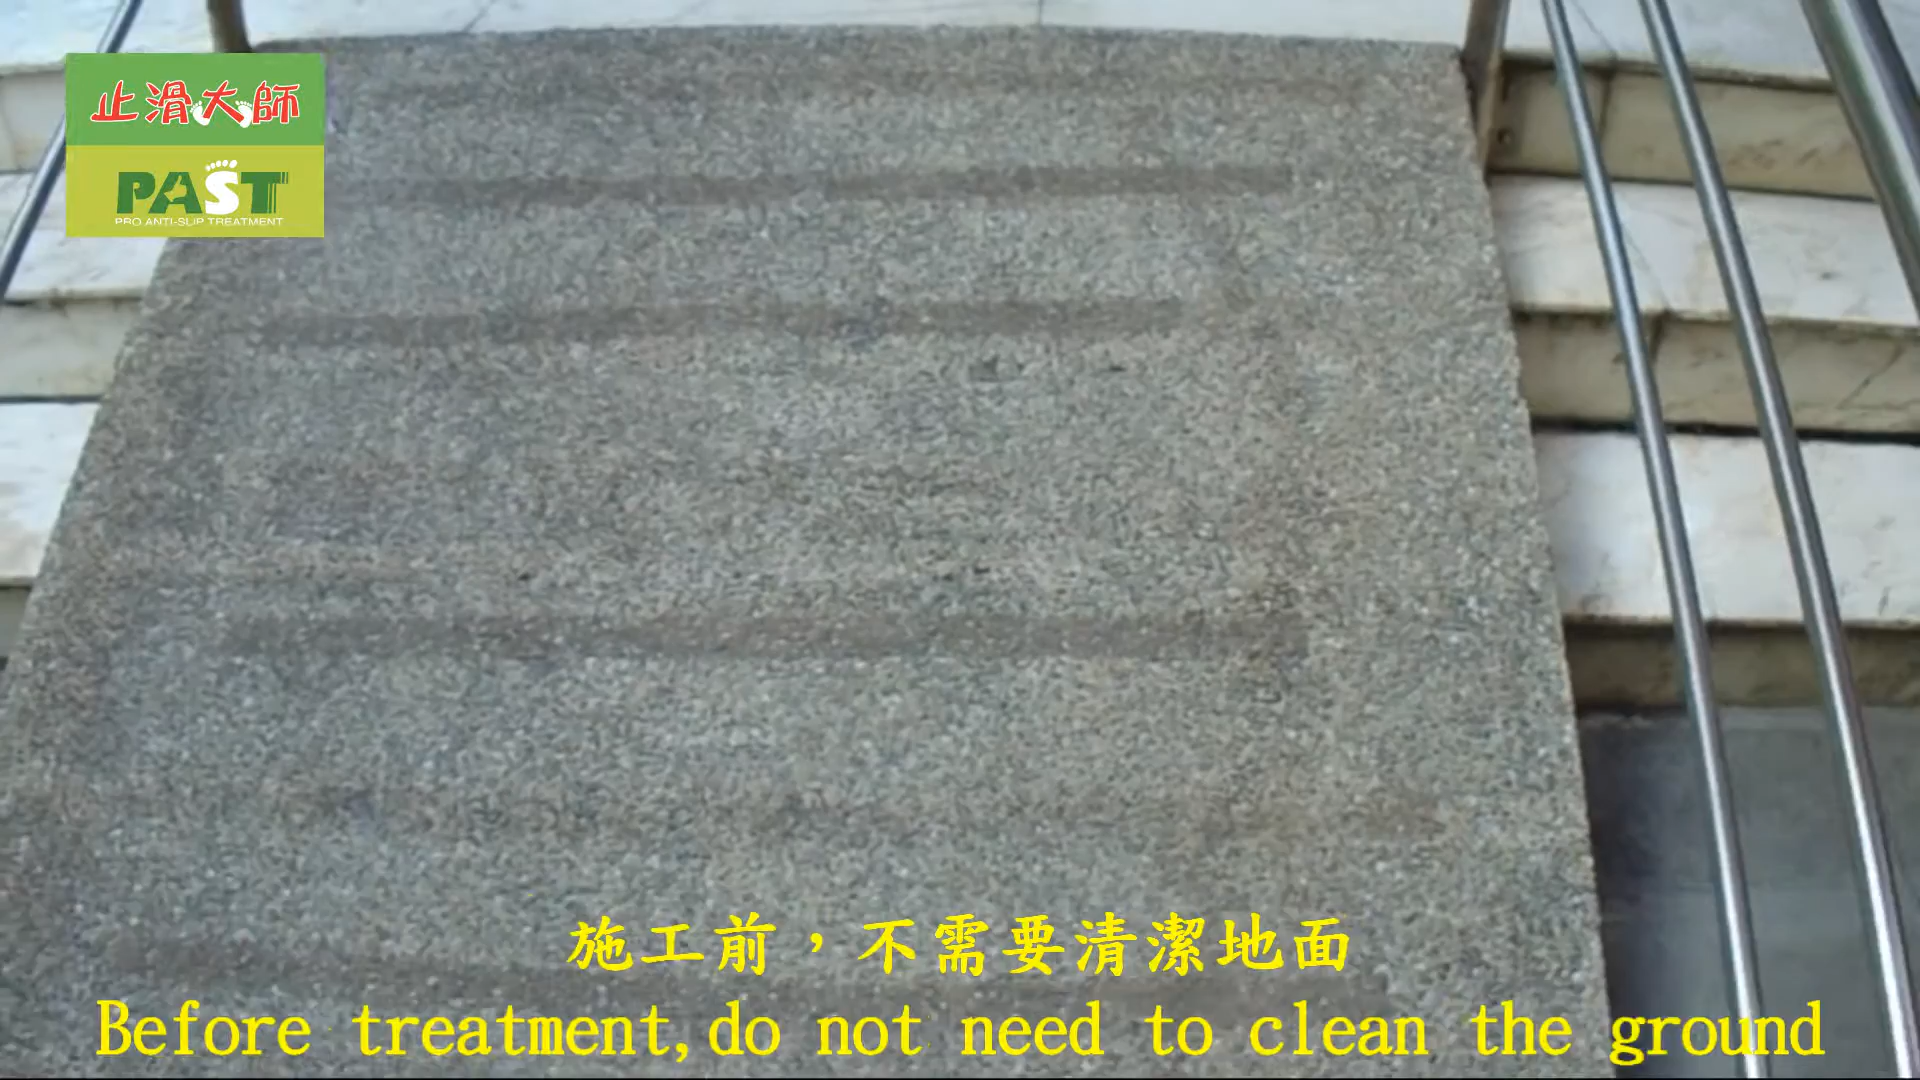 止滑大師
PAST
PRO ANTI-SLIP TREATMENT
施工前，不需要清潔地面
Before treatment,do not need to clean the ground